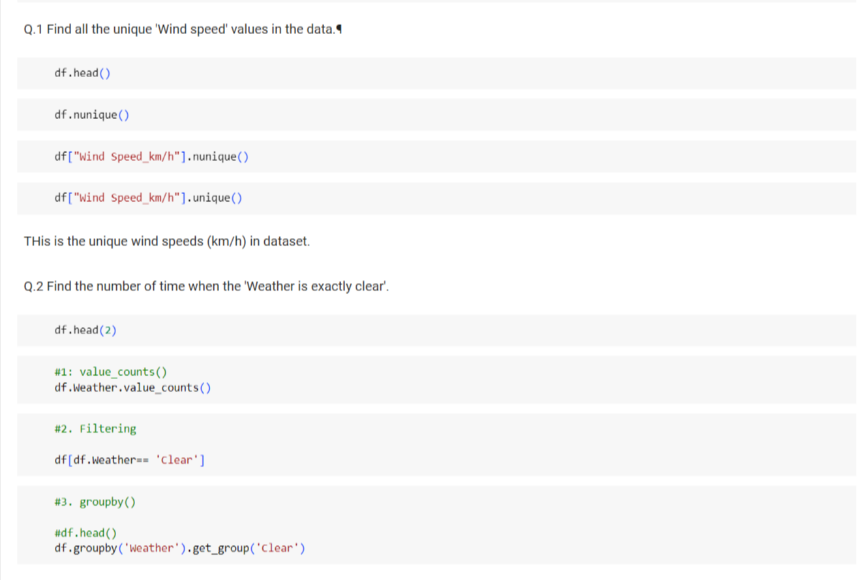 Q.1 Find all the unique 'Wind speed' values in the data.¶
df.head()
df.nunique()
df["Wind Speed_km/h"].nunique()
df["Wind Speed_km/h"].unique()
THis is the unique wind speeds (km/h) in dataset.
Q.2 Find the number of time when the 'Weather is exactly clear'.
df.head(2)
#1: value_counts()
df.Weather.value_counts()
#2. Filtering
df[df.Weather== 'Clear']
#3. groupby()
#df.head()
df.groupby('Weather').get_group('Clear')